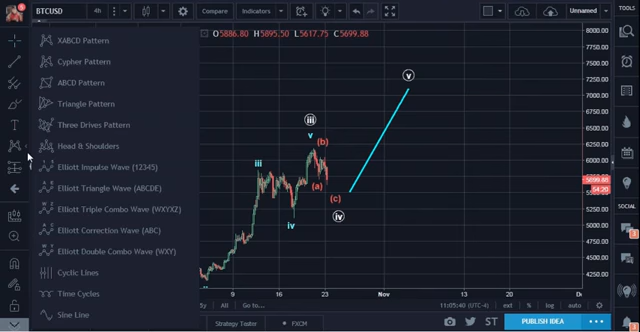 BTCUSD 4h Compare Indicators Unnamed TOOLS
O5886.80 H5895.50 L5617.75 C5699.88
XABCD Pattern
Cypher Pattern
ABCD Pattern
Triangle Pattern
Three Drives Pattern
Head & Shoulders
Elliott Impulse Wave (12345)
Elliott Triangle Wave (ABCDE)
Elliott Triple Combo Wave (WXYXZ)
Elliott Correction Wave (ABC)
Elliott Double Combo Wave (WXY)
Cyclic Lines
Time Cycles
Sine Line
v
iii
v
(b)
iii
(a)
(c)
iv
iv
8000.00
7750.00
7500.00
7250.00
7000.00
6750.00
6500.00
6250.00
6000.00
5750.00
5699.88
54:20
5500.00
5250.00
5000.00
4750.00
4500.00
4250.00
SOCIAL
9 16 23 Nov 13 20
5y All Go to... 11:05:40 (UTC-4) ext % log auto
Strategy Tester FXCM PUBLISH IDEA